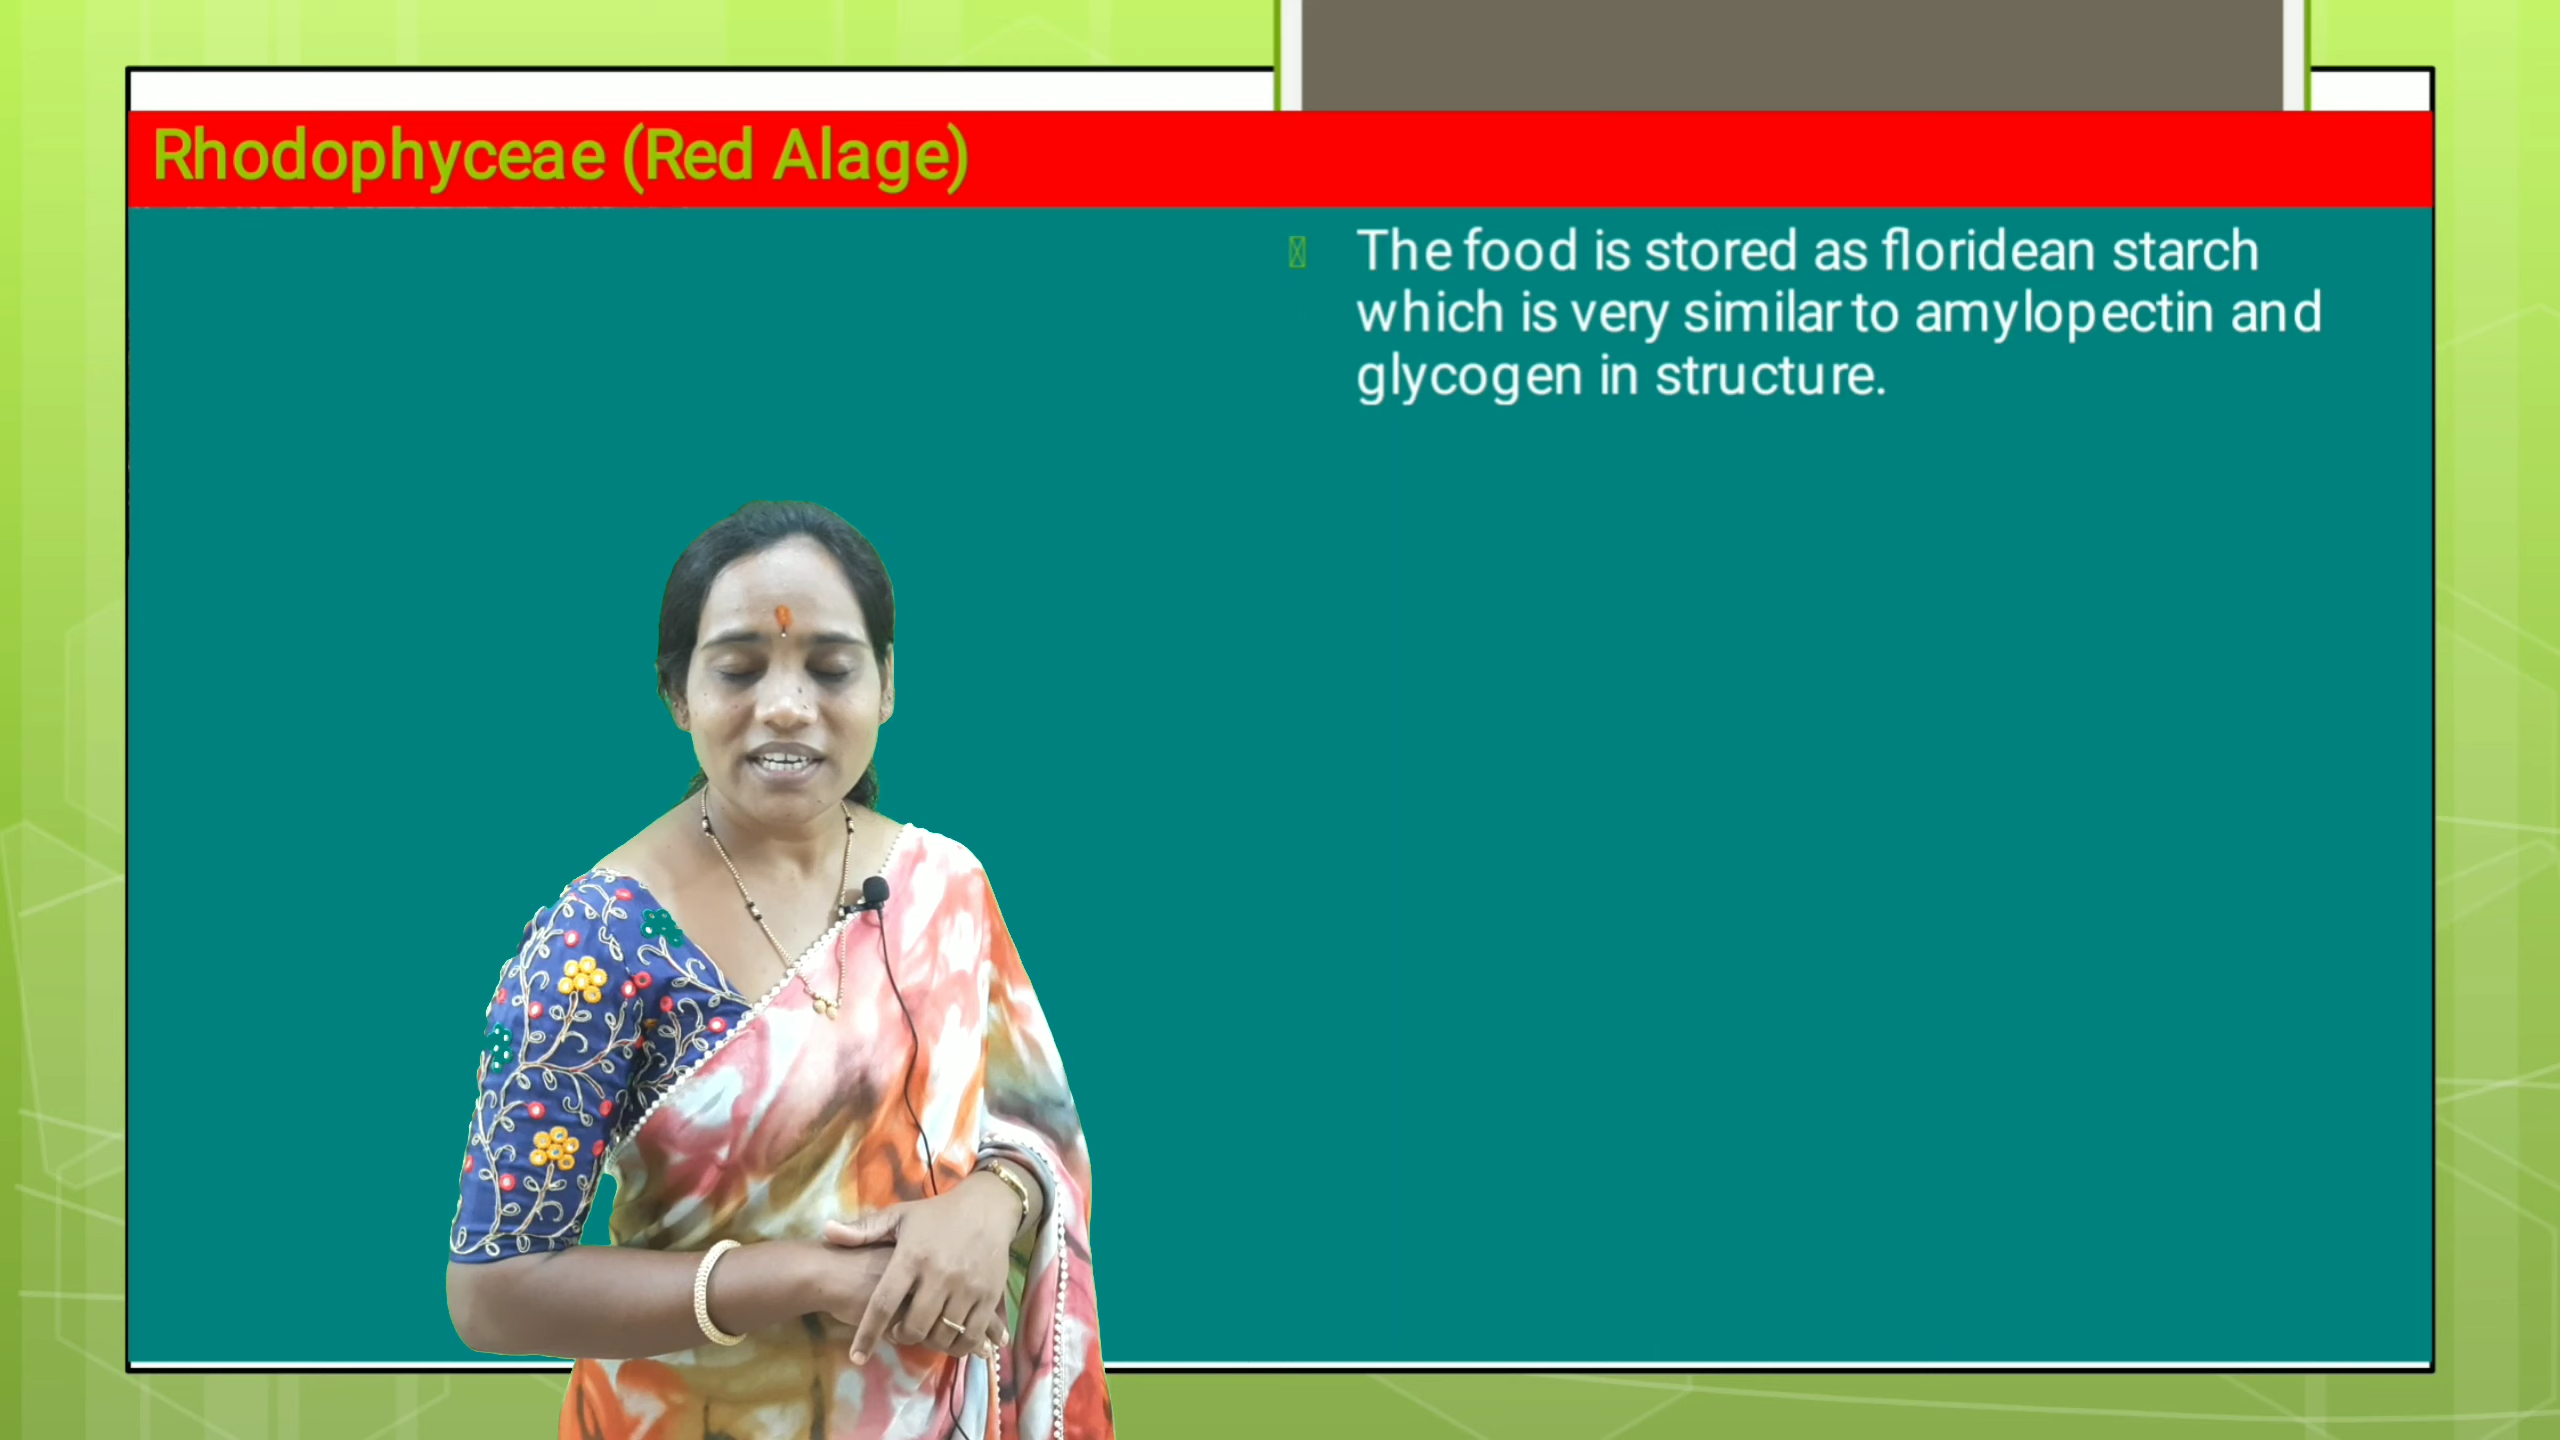 Rhodophyceae (Red Alage)
The food is stored as floridean starch
which is very similar to amylopectin and
glycogen in structure.